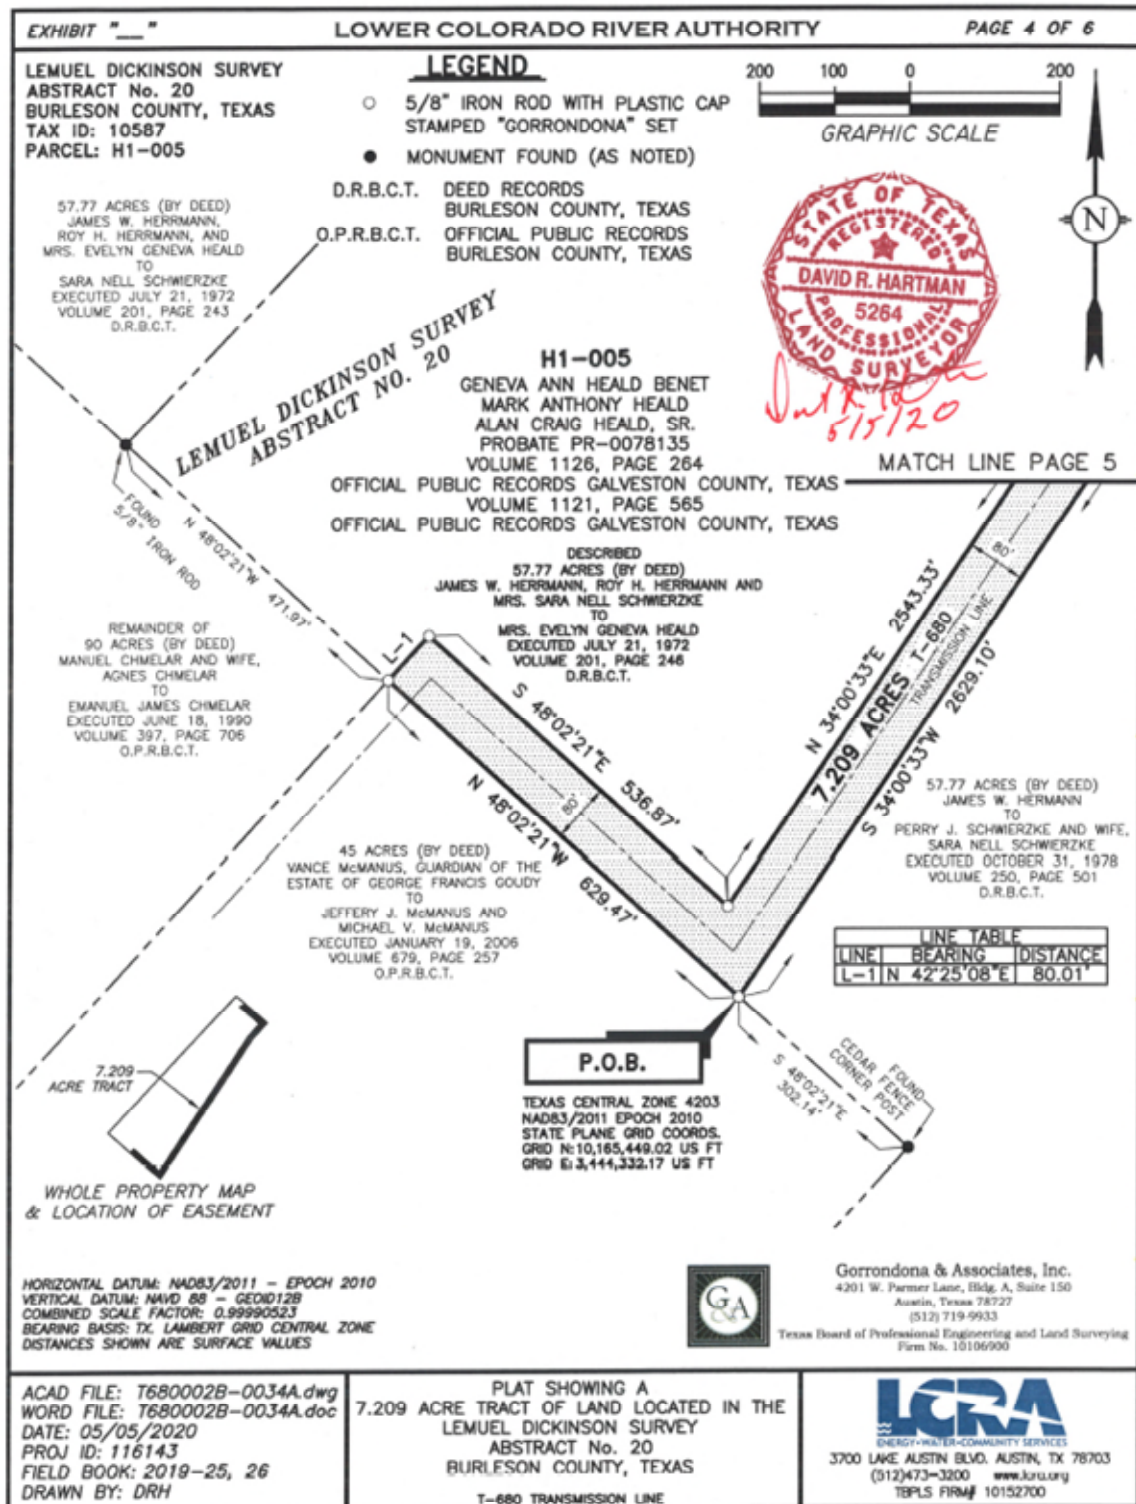 EXHIBIT "__"
LOWER COLORADO RIVER AUTHORITY
PAGE 4 OF 6
LEMUEL DICKINSON SURVEY
ABSTRACT No. 20
BURLESON COUNTY, TEXAS
TAX ID: 10587
PARCEL: H1-005
LEGEND
5/8" IRON ROD WITH PLASTIC CAP
STAMPED "GORRONDONA" SET
MONUMENT FOUND (AS NOTED)
D.R.B.C.T. DEED RECORDS
BURLESON COUNTY, TEXAS
O.P.R.B.C.T. OFFICIAL PUBLIC RECORDS
BURLESON COUNTY, TEXAS
200 100 0 200
GRAPHIC SCALE
N
STATE OF TEXAS
REGISTERED
DAVID R. HARTMAN
5264
PROFESSIONAL
LAND SURVEYOR
5/5/20
57.77 ACRES (BY DEED)
JAMES W. HERRMANN,
ROY H. HERRMANN, AND
MRS. EVELYN GENEVA HEALD
TO
SARA NELL SCHWIERZKE
EXECUTED JULY 21, 1972
VOLUME 201, PAGE 243
D.R.B.C.T.
LEMUEL DICKINSON SURVEY
ABSTRACT NO. 20
H1-005
GENEVA ANN HEALD BENET
MARK ANTHONY HEALD
ALAN CRAIG HEALD, SR.
PROBATE PR-0078135
VOLUME 1126, PAGE 264
OFFICIAL PUBLIC RECORDS GALVESTON COUNTY, TEXAS
VOLUME 1121, PAGE 565
OFFICIAL PUBLIC RECORDS GALVESTON COUNTY, TEXAS
MATCH LINE PAGE 5
DESCRIBED
57.77 ACRES (BY DEED)
JAMES W. HERRMANN, ROY H. HERRMANN AND
MRS. SARA NELL SCHWIERZKE
TO
MRS. EVELYN GENEVA HEALD
EXECUTED JULY 21, 1972
VOLUME 201, PAGE 246
D.R.B.C.T.
FOUND
5/8" IRON ROD
N 48°02'21"W 471.97'
REMAINDER OF
90 ACRES (BY DEED)
MANUEL CHMELAR AND WIFE,
AGNES CHMELAR
TO
EMANUEL JAMES CHMELAR
EXECUTED JUNE 18, 1990
VOLUME 397, PAGE 706
O.P.R.B.C.T.
L-1
S 48°02'21"E 536.87'
80'
N 48°02'21"W 629.47'
N 34°00'33"E 2543.33'
80'
7.209 ACRES T-680
TRANSMISSION LINE
S 34°00'33"W 2629.10'
57.77 ACRES (BY DEED)
JAMES W. HERMANN
TO
PERRY J. SCHWIERZKE AND WIFE,
SARA NELL SCHWIERZKE
EXECUTED OCTOBER 31, 1978
VOLUME 250, PAGE 501
D.R.B.C.T.
45 ACRES (BY DEED)
VANCE McMANUS, GUARDIAN OF THE
ESTATE OF GEORGE FRANCIS GOUDY
TO
JEFFERY J. McMANUS AND
MICHAEL V. McMANUS
EXECUTED JANUARY 19, 2006
VOLUME 679, PAGE 257
O.P.R.B.C.T.
LINE TABLE
LINE BEARING DISTANCE
L-1 N 42°25'08"E 80.01'
P.O.B.
TEXAS CENTRAL ZONE 4203
NAD83/2011 EPOCH 2010
STATE PLANE GRID COORDS.
GRID N:10,165,449.02 US FT
GRID E:3,444,332.17 US FT
S 48°02'21"E
302.14'
FOUND
CEDAR FENCE
CORNER POST
7.209
ACRE TRACT
WHOLE PROPERTY MAP
& LOCATION OF EASEMENT
HORIZONTAL DATUM: NAD83/2011 - EPOCH 2010
VERTICAL DATUM: NAVD 88 - GEOID12B
COMBINED SCALE FACTOR: 0.99990523
BEARING BASIS: TX. LAMBERT GRID CENTRAL ZONE
DISTANCES SHOWN ARE SURFACE VALUES
G&A
Gorrondona & Associates, Inc.
4201 W. Parmer Lane, Bldg. A, Suite 150
Austin, Texas 78727
(512) 719-9933
Texas Board of Professional Engineering and Land Surveying
Firm No. 10106900
ACAD FILE: T680002B-0034A.dwg
WORD FILE: T680002B-0034A.doc
DATE: 05/05/2020
PROJ ID: 116143
FIELD BOOK: 2019-25, 26
DRAWN BY: DRH
PLAT SHOWING A
7.209 ACRE TRACT OF LAND LOCATED IN THE
LEMUEL DICKINSON SURVEY
ABSTRACT No. 20
BURLESON COUNTY, TEXAS
T-680 TRANSMISSION LINE
LCRA
ENERGY•WATER•COMMUNITY SERVICES
3700 LAKE AUSTIN BLVD. AUSTIN, TX 78703
(512)473-3200 www.lcra.org
TBPLS FIRM# 10152700